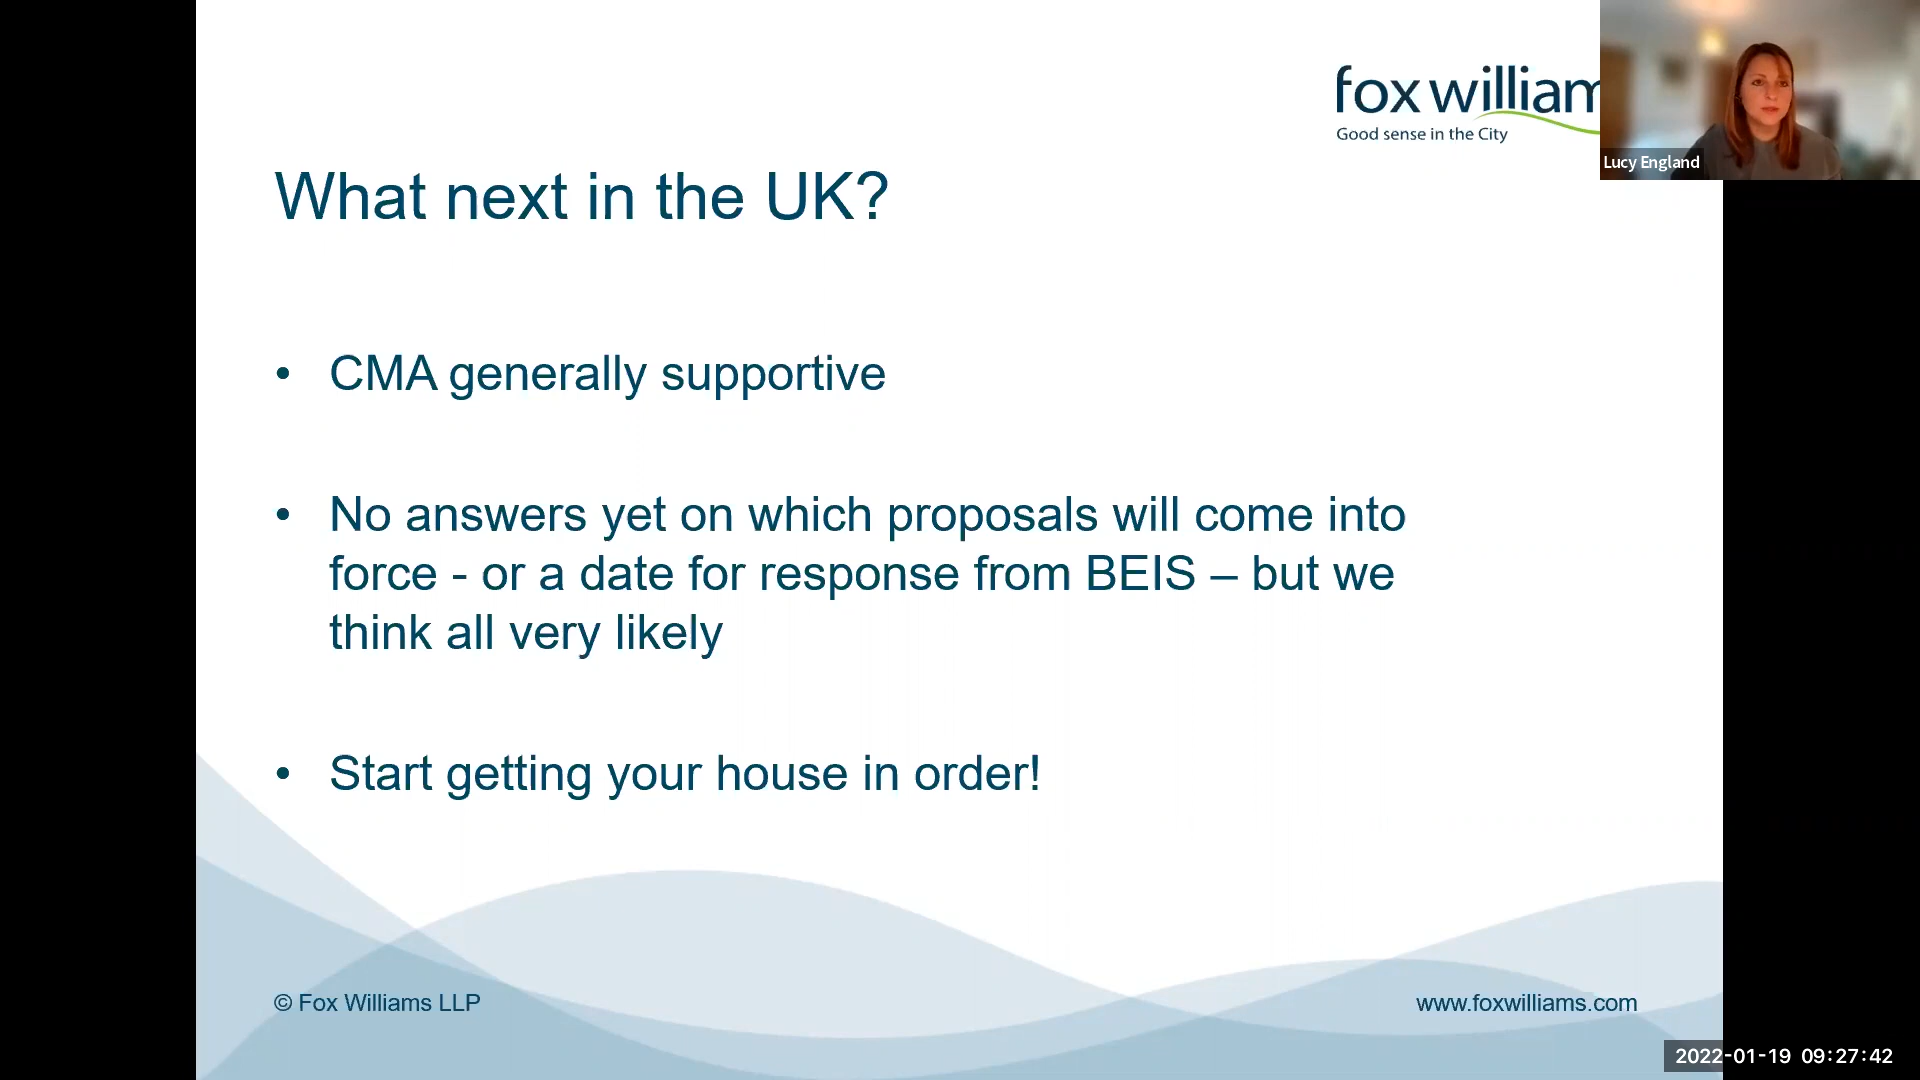 fox william
Good sense in the City
Lucy England
What next in the UK?
• CMA generally supportive
• No answers yet on which proposals will come into
force - or a date for response from BEIS – but we
think all very likely
• Start getting your house in order!
© Fox Williams LLP
www.foxwilliams.com
2022-01-19 09:27:42